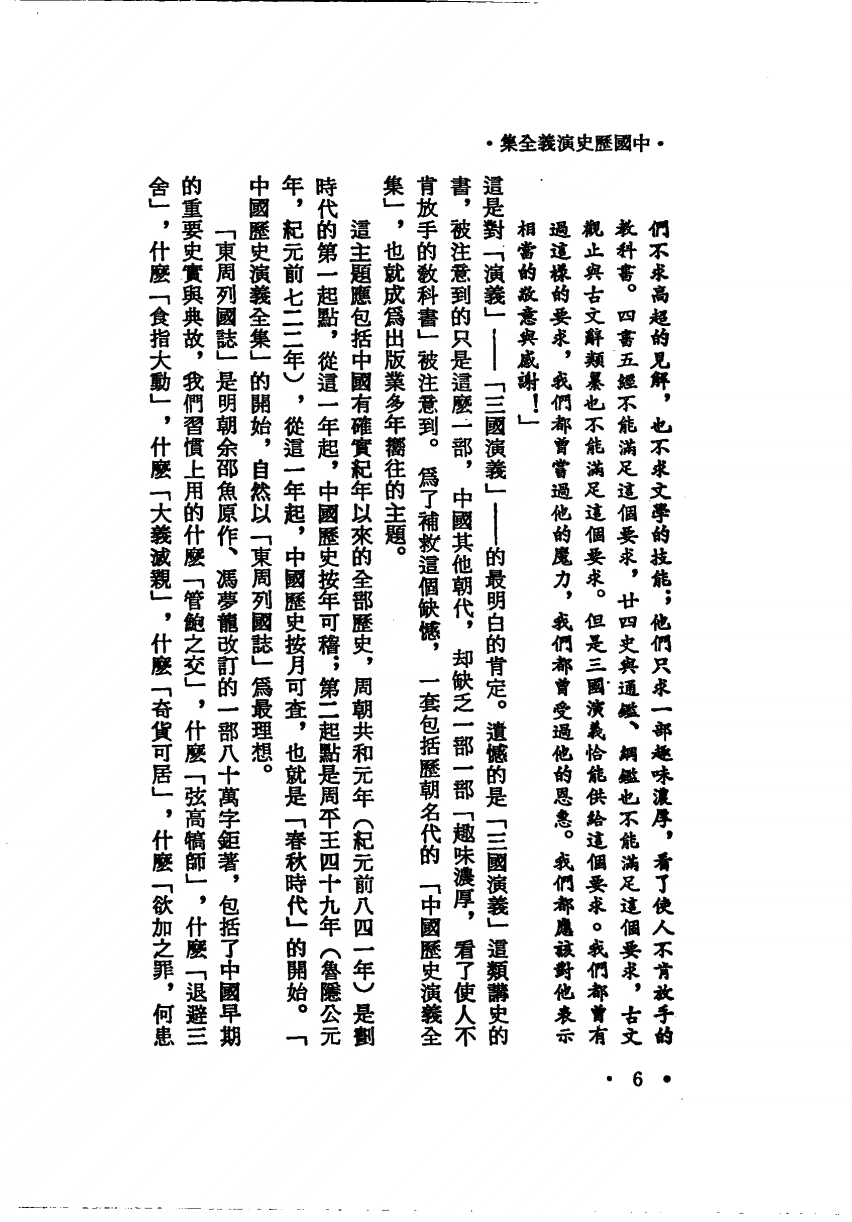 ·中國歷史演義全集·
們不求高超的見解，也不求文學的技能；他們只求一部趣味濃厚，看了使人不肯放手的
教科書。四書五經不能滿足這個要求，廿四史與通鑑、綱鑑也不能滿足這個要求，古文
觀止與古文辭類纂也不能滿足這個要求。但是三國演義恰能供給這個要求。我們都曾有
過這樣的要求，我們都曾嘗過他的魔力，我們都曾受過他的恩惠。我們都應該對他表示
相當的敬意與感謝！」
這是對「演義」——「三國演義」——的最明白的肯定。遺憾的是「三國演義」這類講史的
書，被注意到的只是這麼一部，中國其他朝代，却缺乏一部一部「趣味濃厚，看了使人不
肯放手的教科書」被注意到。爲了補救這個缺憾，一套包括歷朝名代的「中國歷史演義全
集」，也就成爲出版業多年嚮往的主題。
這主題應包括中國有確實紀年以來的全部歷史，周朝共和元年（紀元前八四一年）是劃
時代的第一起點，從這一年起，中國歷史按年可稽；第二起點是周平王四十九年（魯隱公元
年，紀元前七二二年），從這一年起，中國歷史按月可查，也就是「春秋時代」的開始。「
中國歷史演義全集」的開始，自然以「東周列國誌」爲最理想。
「東周列國誌」是明朝余邵魚原作、馮夢龍改訂的一部八十萬字鉅著，包括了中國早期
的重要史實與典故，我們習慣上用的什麼「管鮑之交」，什麼「弦高犒師」，什麼「退避三
舍」，什麼「食指大動」，什麼「大義滅親」，什麼「奇貨可居」，什麼「欲加之罪，何患
· 6 ·